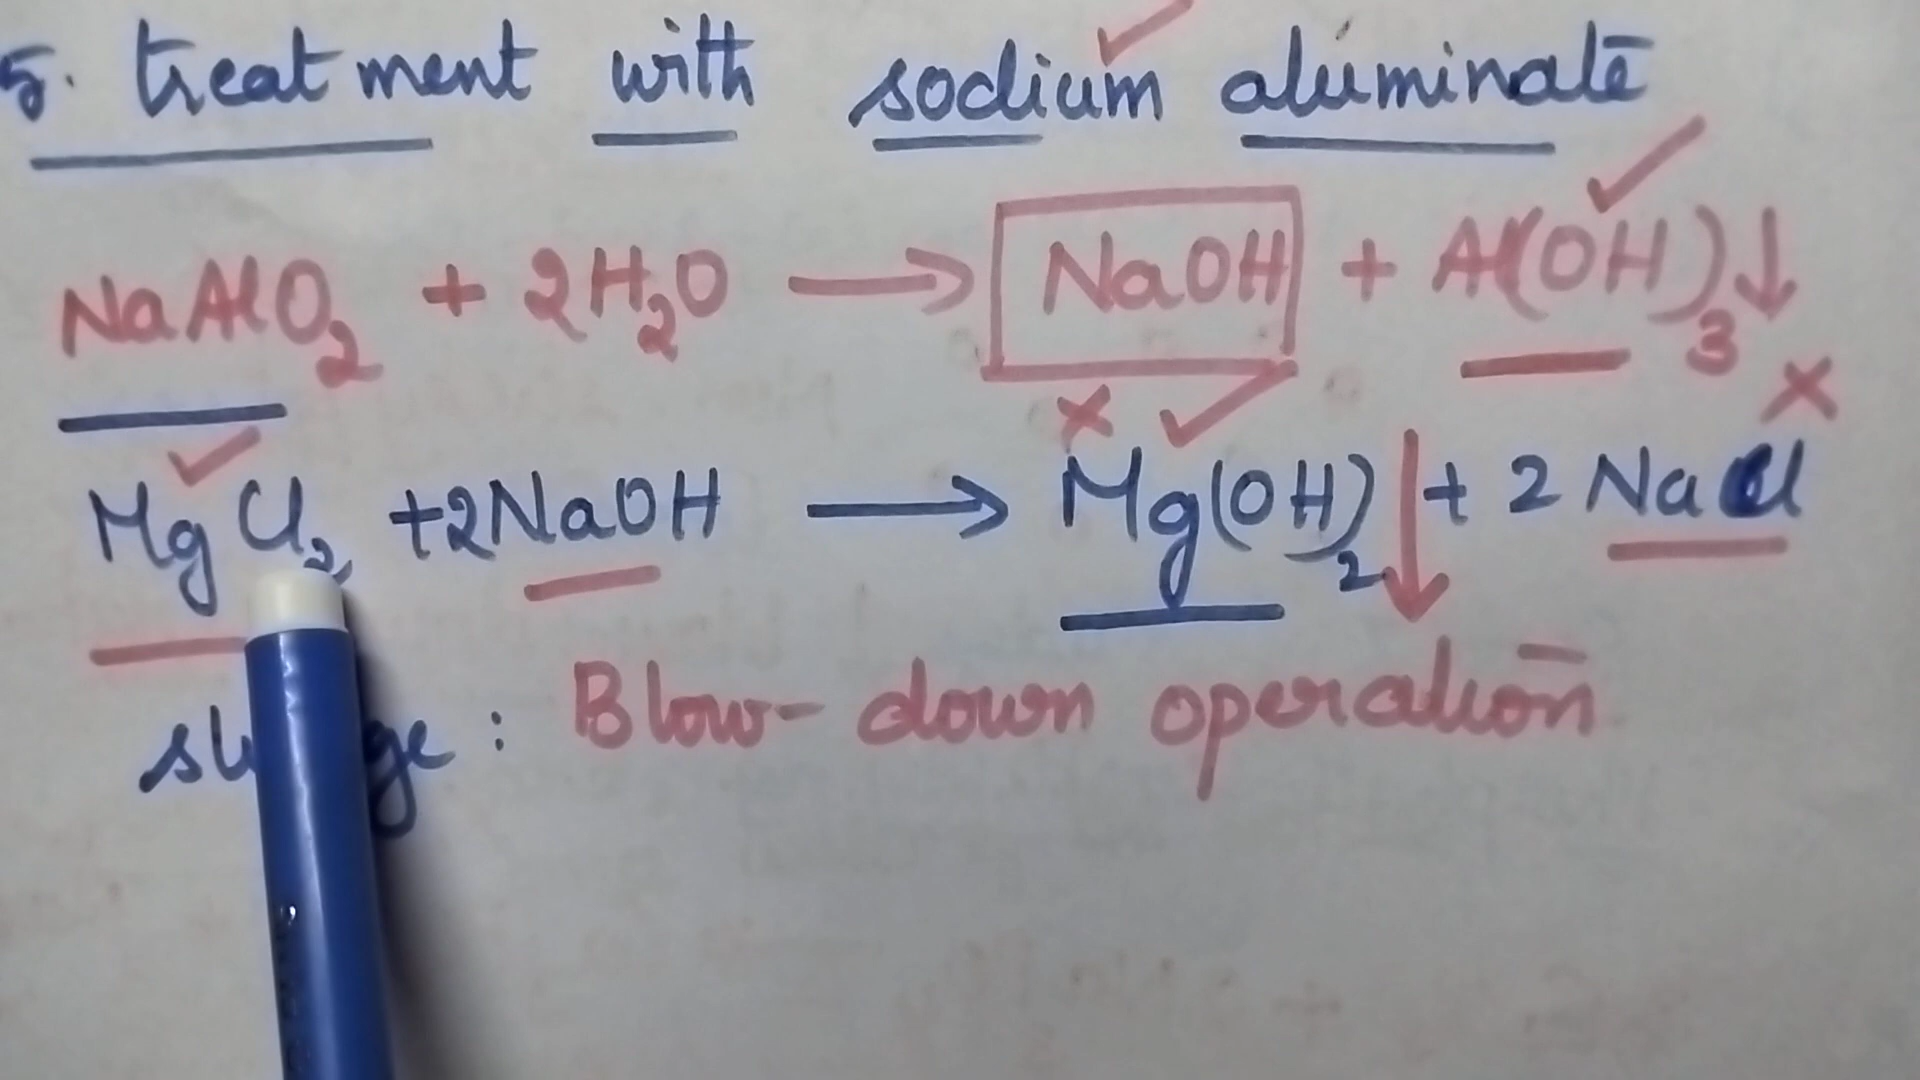 5. treatment with sodium aluminate
NaAlO₂ + 2H₂O → NaOH + Al(OH)₃↓
MgCl₂ +2NaOH → Mg(OH)₂↓ + 2 NaCl
: Blow-down operation